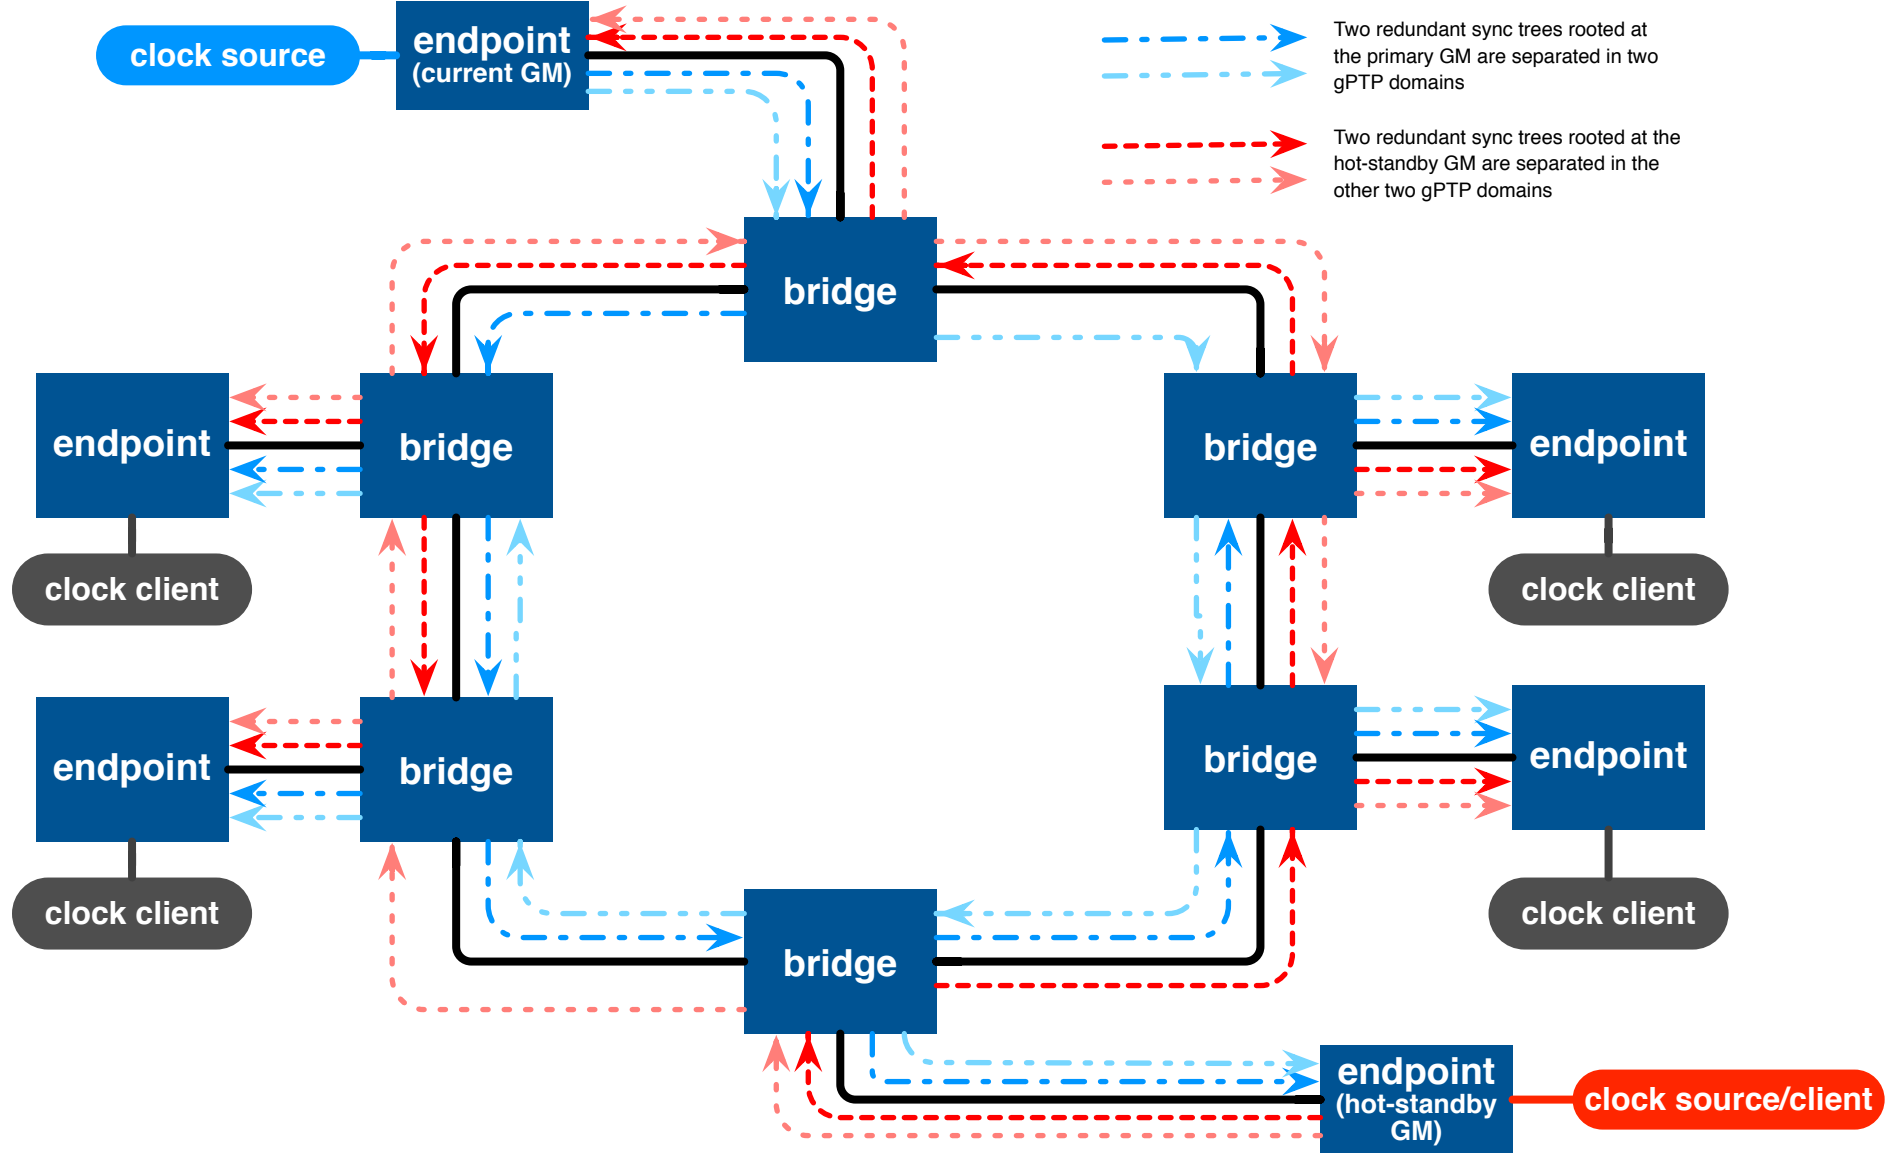 clock source
endpoint
(current GM)
Two redundant sync trees rooted at
the primary GM are separated in two
gPTP domains
Two redundant sync trees rooted at the
hot-standby GM are separated in the
other two gPTP domains
bridge
endpoint
bridge
bridge
endpoint
clock client
clock client
endpoint
bridge
bridge
endpoint
clock client
clock client
bridge
endpoint
(hot-standby
GM)
clock source/client